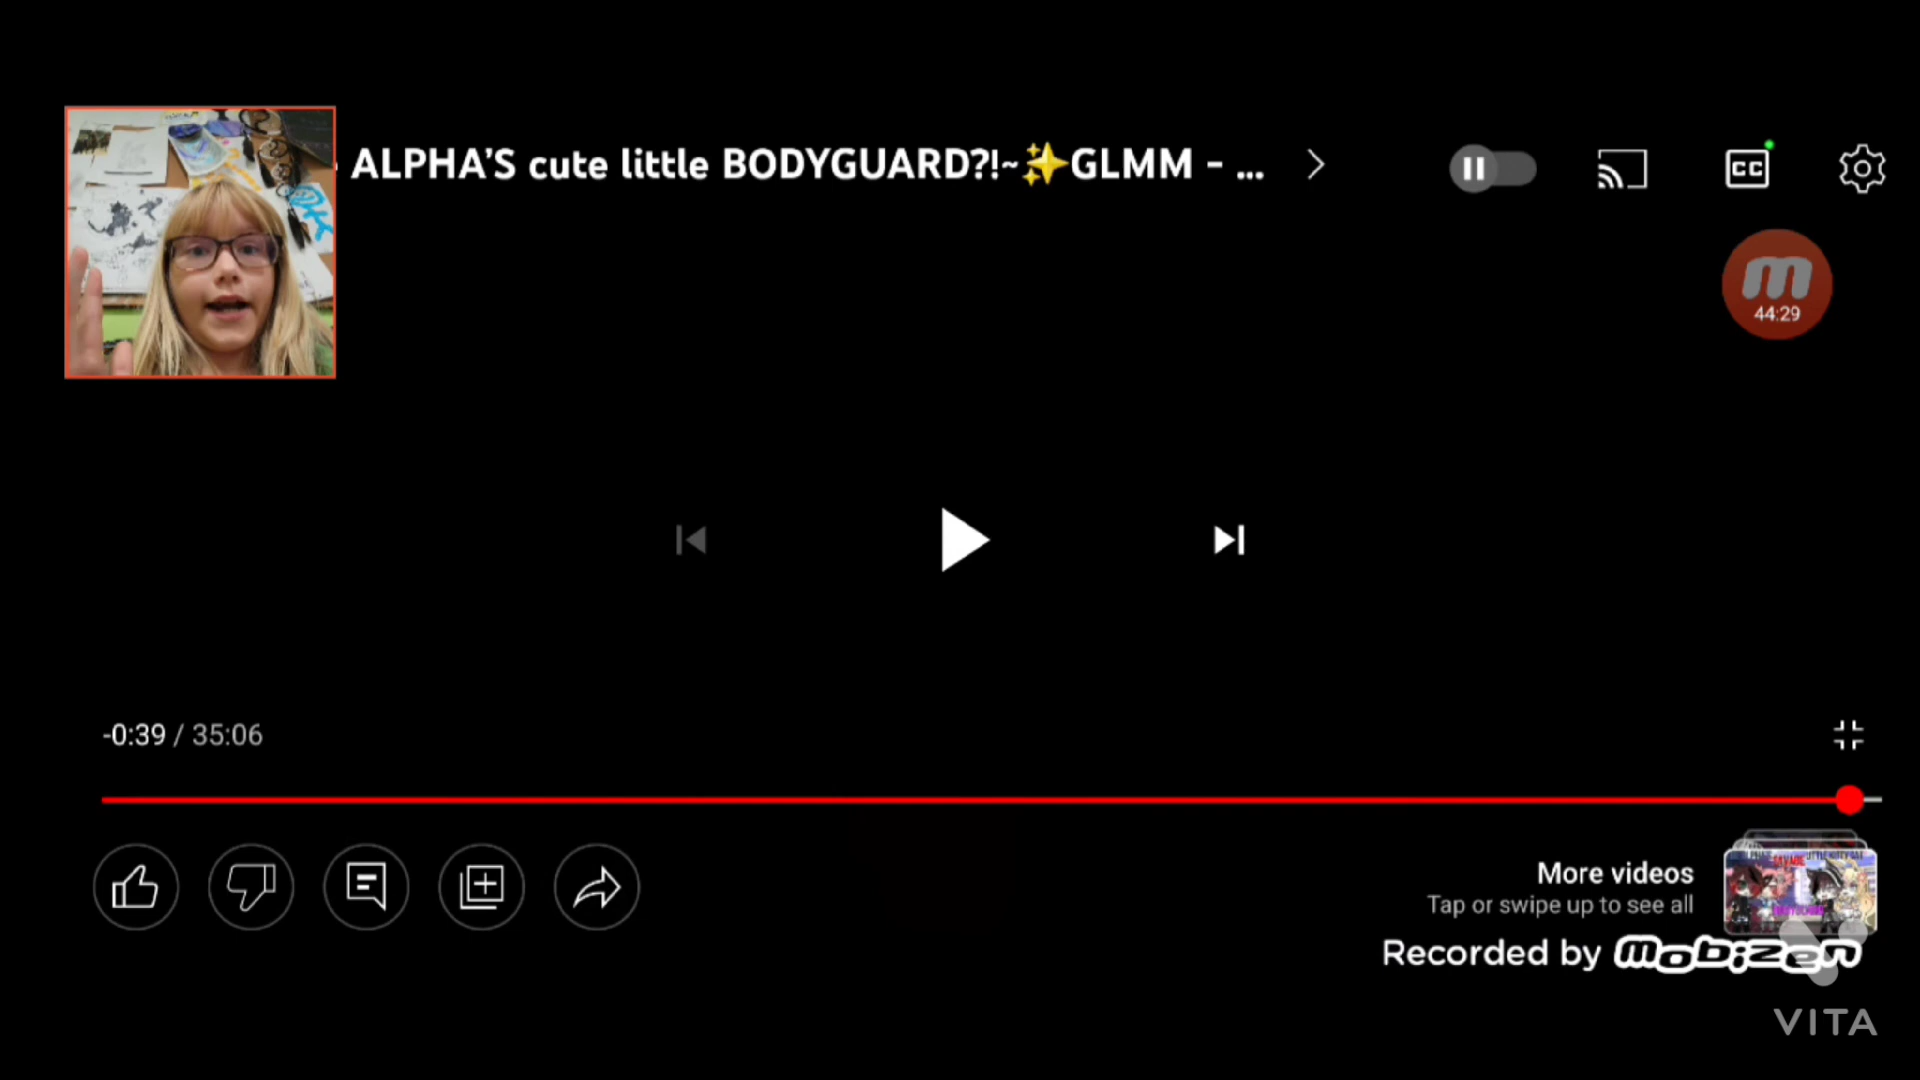 ALPHA'S cute little BODYGUARD?!~✨GLMM - ...
CC
m
44:29
-0:39 / 35:06
More videos
Tap or swipe up to see all
Recorded by mobizen
VITA